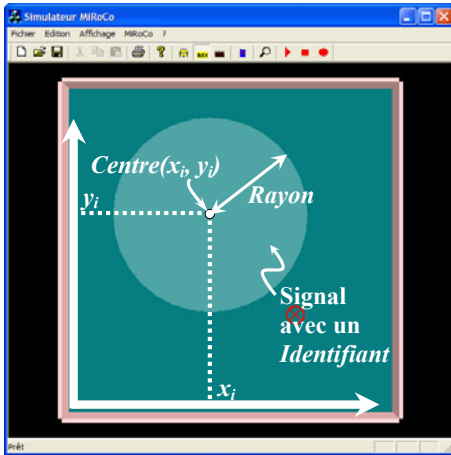 Simulateur MiRoCo
Fichier Edition Affichage MiRoCo ?
Centre(xi, yi)
yi
Rayon
Signal
avec un
Identifiant
xi
Prêt